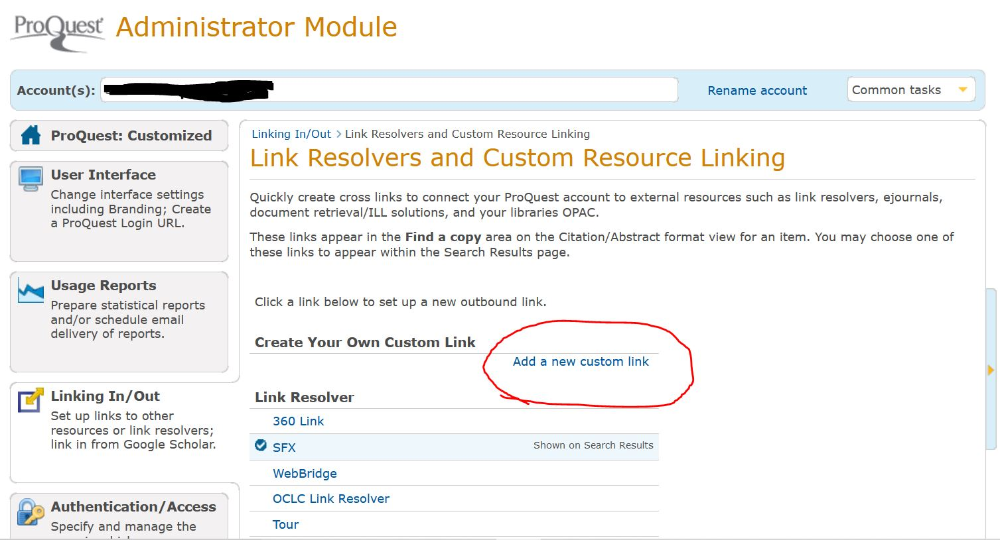 ProQuest Administrator Module
Account(s):
Rename account
Common tasks
ProQuest: Customized
User Interface
Change interface settings
including Branding; Create
a ProQuest Login URL.
Usage Reports
Prepare statistical reports
and/or schedule email
delivery of reports.
Linking In/Out
Set up links to other
resources or link resolvers;
link in from Google Scholar.
Authentication/Access
Specify and manage the
Linking In/Out > Link Resolvers and Custom Resource Linking
Link Resolvers and Custom Resource Linking
Quickly create cross links to connect your ProQuest account to external resources such as link resolvers, ejournals,
document retrieval/ILL solutions, and your libraries OPAC.
These links appear in the Find a copy area on the Citation/Abstract format view for an item. You may choose one of
these links to appear within the Search Results page.
Click a link below to set up a new outbound link.
Create Your Own Custom Link
Add a new custom link
Link Resolver
360 Link
SFX Shown on Search Results
WebBridge
OCLC Link Resolver
Tour